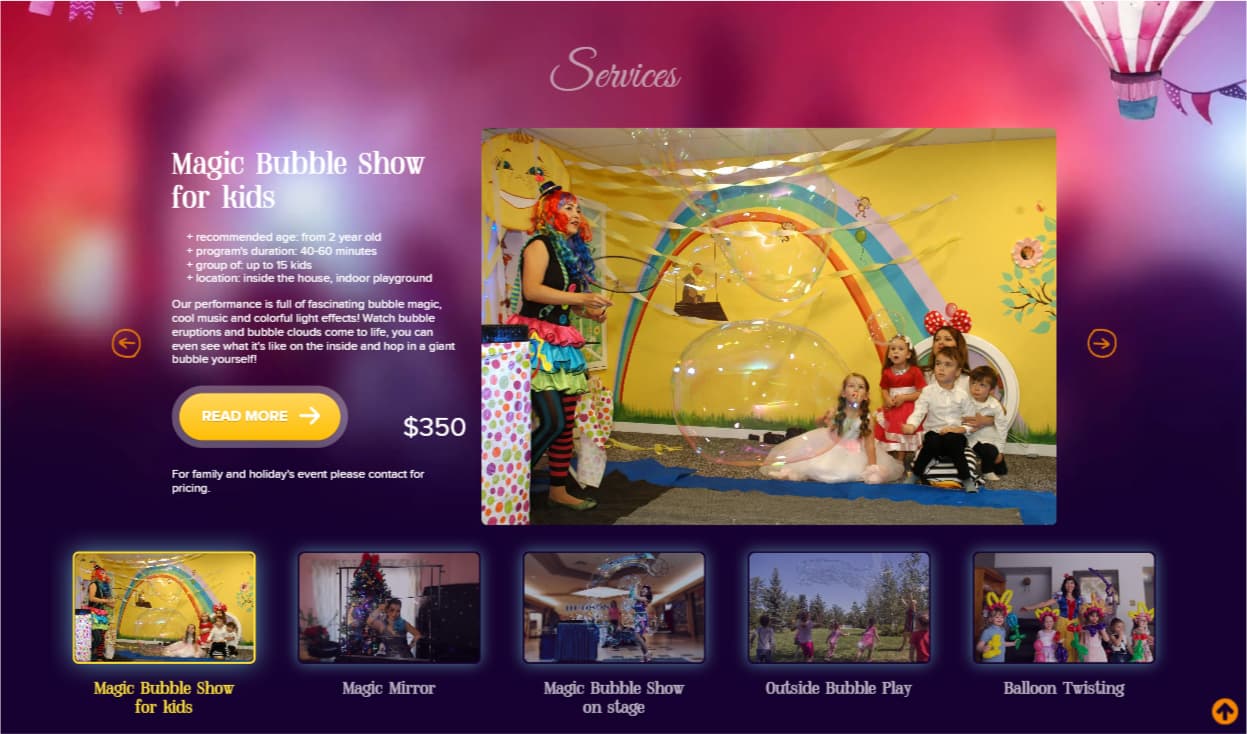 Services
Magic Bubble Show
for kids
+ recommended age: from 2 year old
+ program's duration: 40-60 minutes
+ group of: up to 15 kids
+ location: inside the house, indoor playground
Our performance is full of fascinating bubble magic,
cool music and colorful light effects! Watch bubble
eruptions and bubble clouds come to life, you can
even see what it's like on the inside and hop in a giant
bubble yourself!
READ MORE
$350
For family and holiday's event please contact for
pricing.
Magic Bubble Show
for kids
Magic Mirror
Magic Bubble Show
on stage
Outside Bubble Play
Balloon Twisting